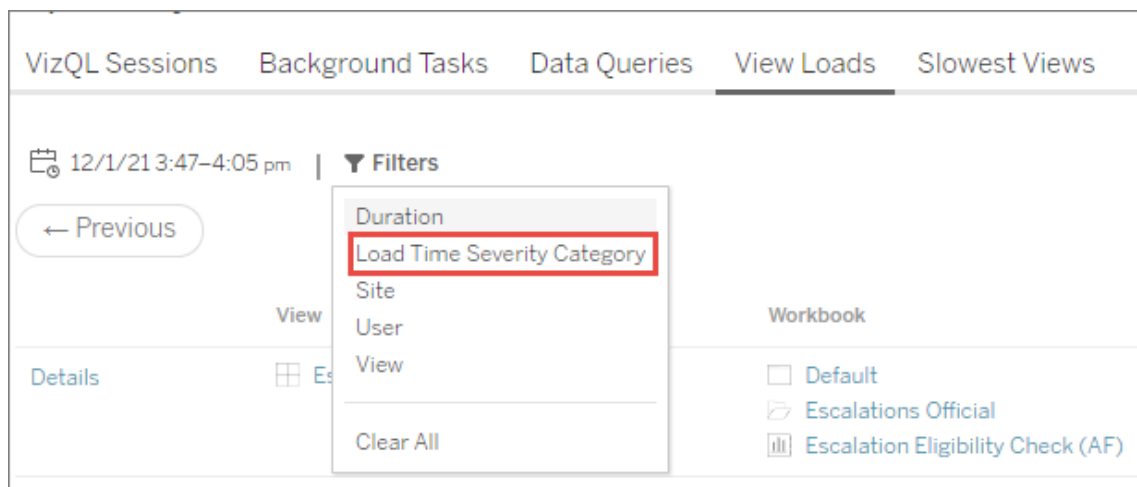 VizQL Sessions Background Tasks Data Queries View Loads Slowest Views
12/1/21 3:47–4:05 pm | Filters
← Previous
Duration
Load Time Severity Category
Site
User
View
Clear All
View Workbook
Details Default
Escalations Official
Escalation Eligibility Check (AF)